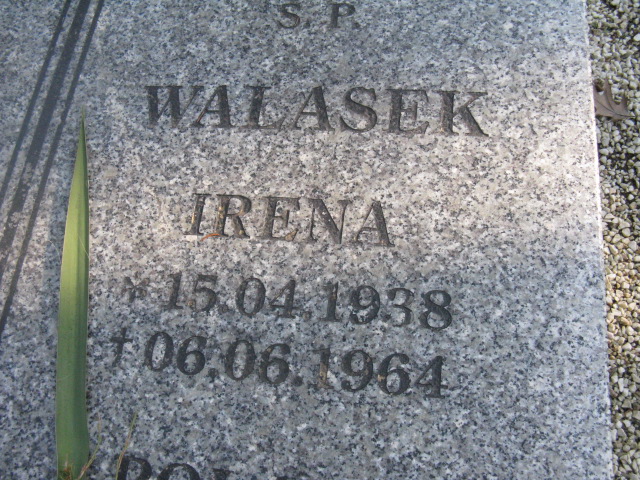 S.P.
WALASEK
IRENA
* 15.04.1938
† 06.06.1964